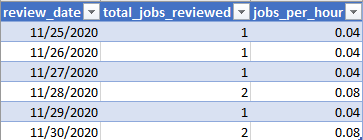 review_date total_jobs_reviewed jobs_per_hour
11/25/2020 1 0.04
11/26/2020 1 0.04
11/27/2020 1 0.04
11/28/2020 2 0.08
11/29/2020 1 0.04
11/30/2020 2 0.08